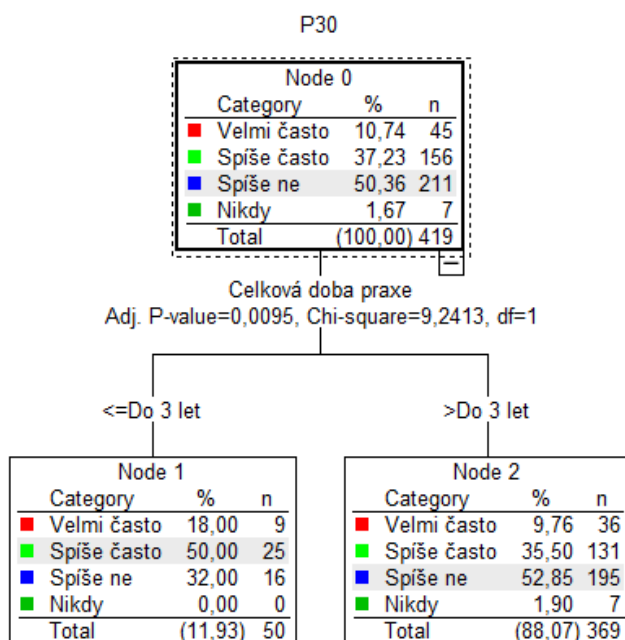 P30
Node 0
Category % n
Velmi často 10,74 45
Spíše často 37,23 156
Spíše ne 50,36 211
Nikdy 1,67 7
Total (100,00) 419
Celková doba praxe
Adj. P-value=0,0095, Chi-square=9,2413, df=1
<=Do 3 let
>Do 3 let
Node 1
Category % n
Velmi často 18,00 9
Spíše často 50,00 25
Spíše ne 32,00 16
Nikdy 0,00 0
Total (11,93) 50
Node 2
Category % n
Velmi často 9,76 36
Spíše často 35,50 131
Spíše ne 52,85 195
Nikdy 1,90 7
Total (88,07) 369